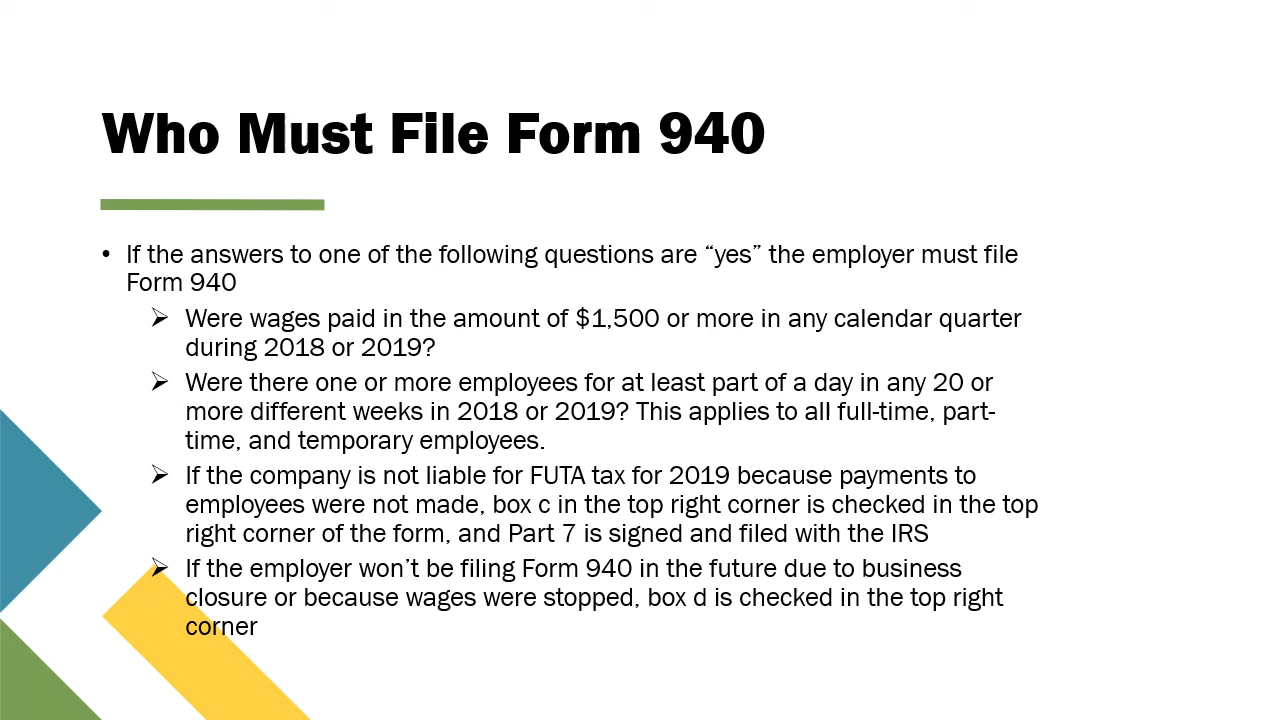 Who Must File Form 940
• If the answers to one of the following questions are “yes” the employer must file
Form 940
➢ Were wages paid in the amount of $1,500 or more in any calendar quarter
during 2018 or 2019?
➢ Were there one or more employees for at least part of a day in any 20 or
more different weeks in 2018 or 2019? This applies to all full-time, part-
time, and temporary employees.
➢ If the company is not liable for FUTA tax for 2019 because payments to
employees were not made, box c in the top right corner is checked in the top
right corner of the form, and Part 7 is signed and filed with the IRS
➢ If the employer won’t be filing Form 940 in the future due to business
closure or because wages were stopped, box d is checked in the top right
corner